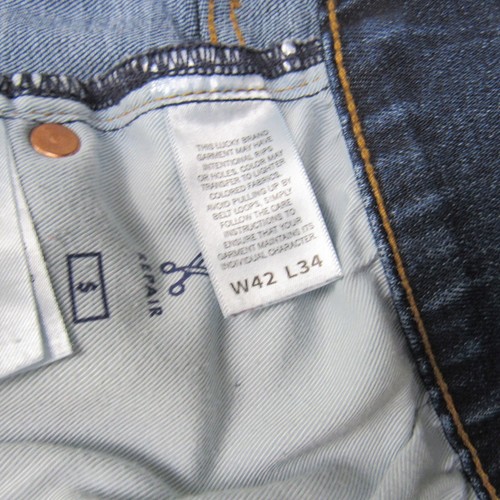 THIS LUCKY BRAND
GARMENT MAY HAVE
INTENTIONAL RIPS
OR HOLES. COLOR MAY
TRANSFER TO LIGHTER
COLORED FABRICS.
AVOID PULLING UP BY
BELT LOOPS. SIMPLY
FOLLOW THE CARE
INSTRUCTIONS TO
ENSURE THAT YOUR
GARMENT MAINTAINS ITS
INDIVIDUAL CHARACTER.
W42 L34
REPAIR
$